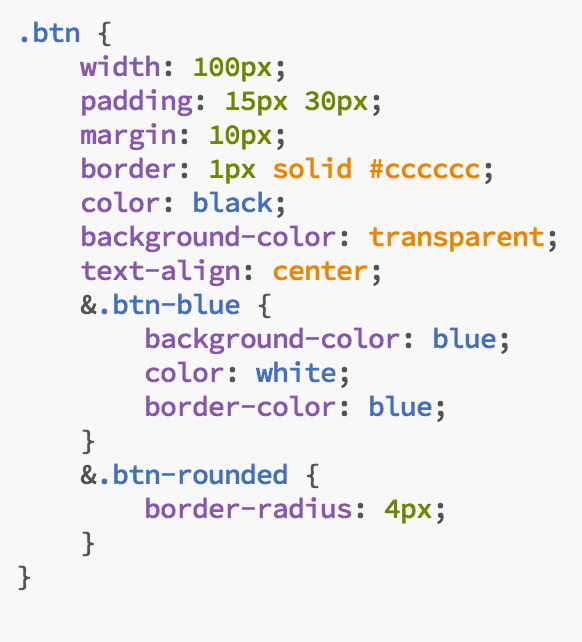 .btn {
    width: 100px;
    padding: 15px 30px;
    margin: 10px;
    border: 1px solid #cccccc;
    color: black;
    background-color: transparent;
    text-align: center;
    &.btn-blue {
        background-color: blue;
        color: white;
        border-color: blue;
    }
    &.btn-rounded {
        border-radius: 4px;
    }
}